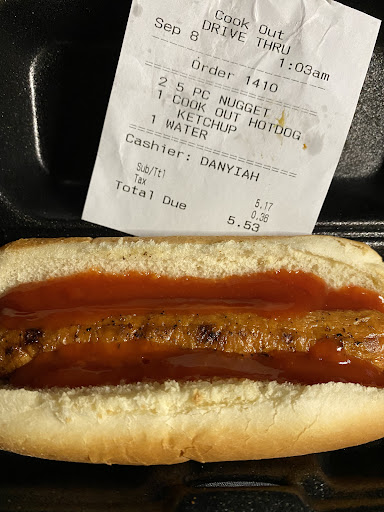 Cook Out
DRIVE THRU
Sep 8 1:03am
Order 1410
2 5 PC NUGGET
1 COOK OUT HOTDOG
KETCHUP
1 WATER
Cashier: DANYIAH
Sub/Ttl 5.17
Tax 0.36
Total Due 5.53